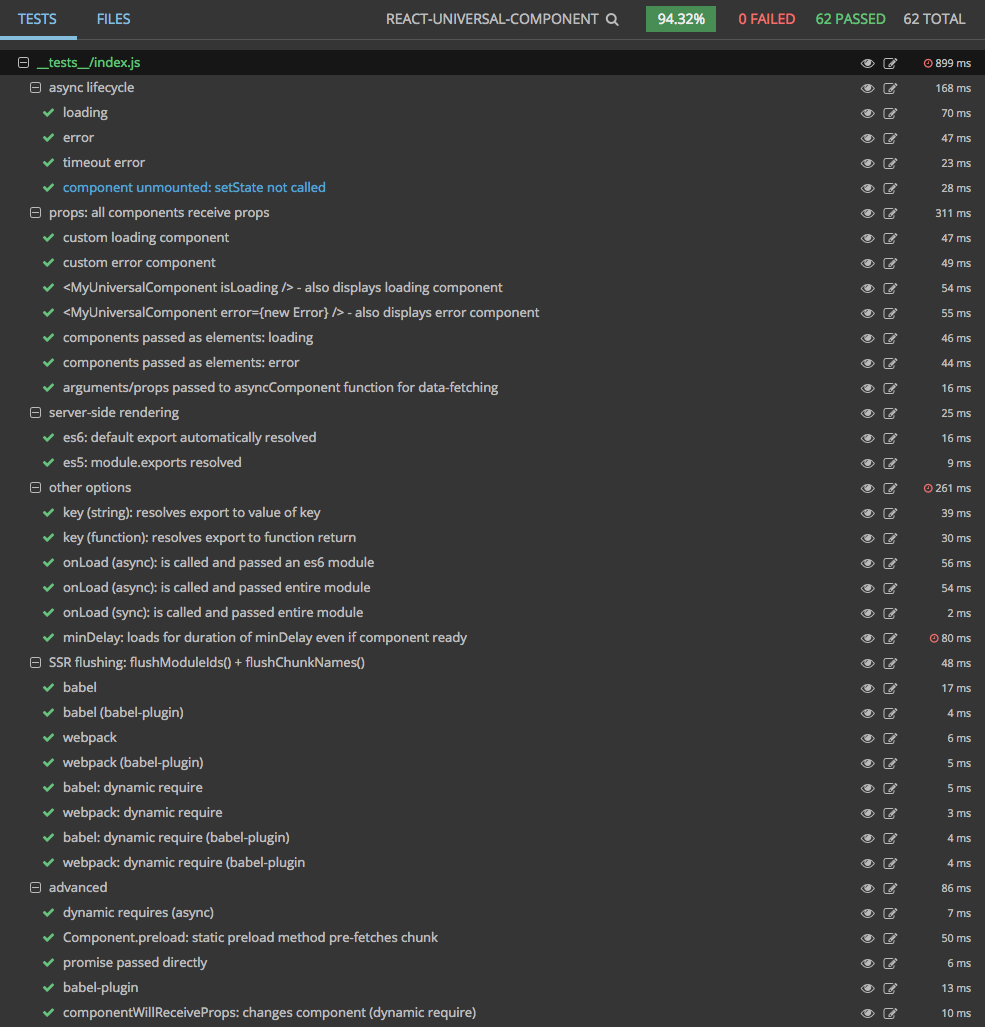 TESTS FILES REACT-UNIVERSAL-COMPONENT 94.32% 0 FAILED 62 PASSED 62 TOTAL
__tests__/index.js 899 ms
async lifecycle 168 ms
loading 70 ms
error 47 ms
timeout error 23 ms
component unmounted: setState not called 28 ms
props: all components receive props 311 ms
custom loading component 47 ms
custom error component 49 ms
<MyUniversalComponent isLoading /> - also displays loading component 54 ms
<MyUniversalComponent error={new Error} /> - also displays error component 55 ms
components passed as elements: loading 46 ms
components passed as elements: error 44 ms
arguments/props passed to asyncComponent function for data-fetching 16 ms
server-side rendering 25 ms
es6: default export automatically resolved 16 ms
es5: module.exports resolved 9 ms
other options 261 ms
key (string): resolves export to value of key 39 ms
key (function): resolves export to function return 30 ms
onLoad (async): is called and passed an es6 module 56 ms
onLoad (async): is called and passed entire module 54 ms
onLoad (sync): is called and passed entire module 2 ms
minDelay: loads for duration of minDelay even if component ready 80 ms
SSR flushing: flushModuleIds() + flushChunkNames() 48 ms
babel 17 ms
babel (babel-plugin) 4 ms
webpack 6 ms
webpack (babel-plugin) 5 ms
babel: dynamic require 5 ms
webpack: dynamic require 3 ms
babel: dynamic require (babel-plugin) 4 ms
webpack: dynamic require (babel-plugin 4 ms
advanced 86 ms
dynamic requires (async) 7 ms
Component.preload: static preload method pre-fetches chunk 50 ms
promise passed directly 6 ms
babel-plugin 13 ms
componentWillReceiveProps: changes component (dynamic require) 10 ms